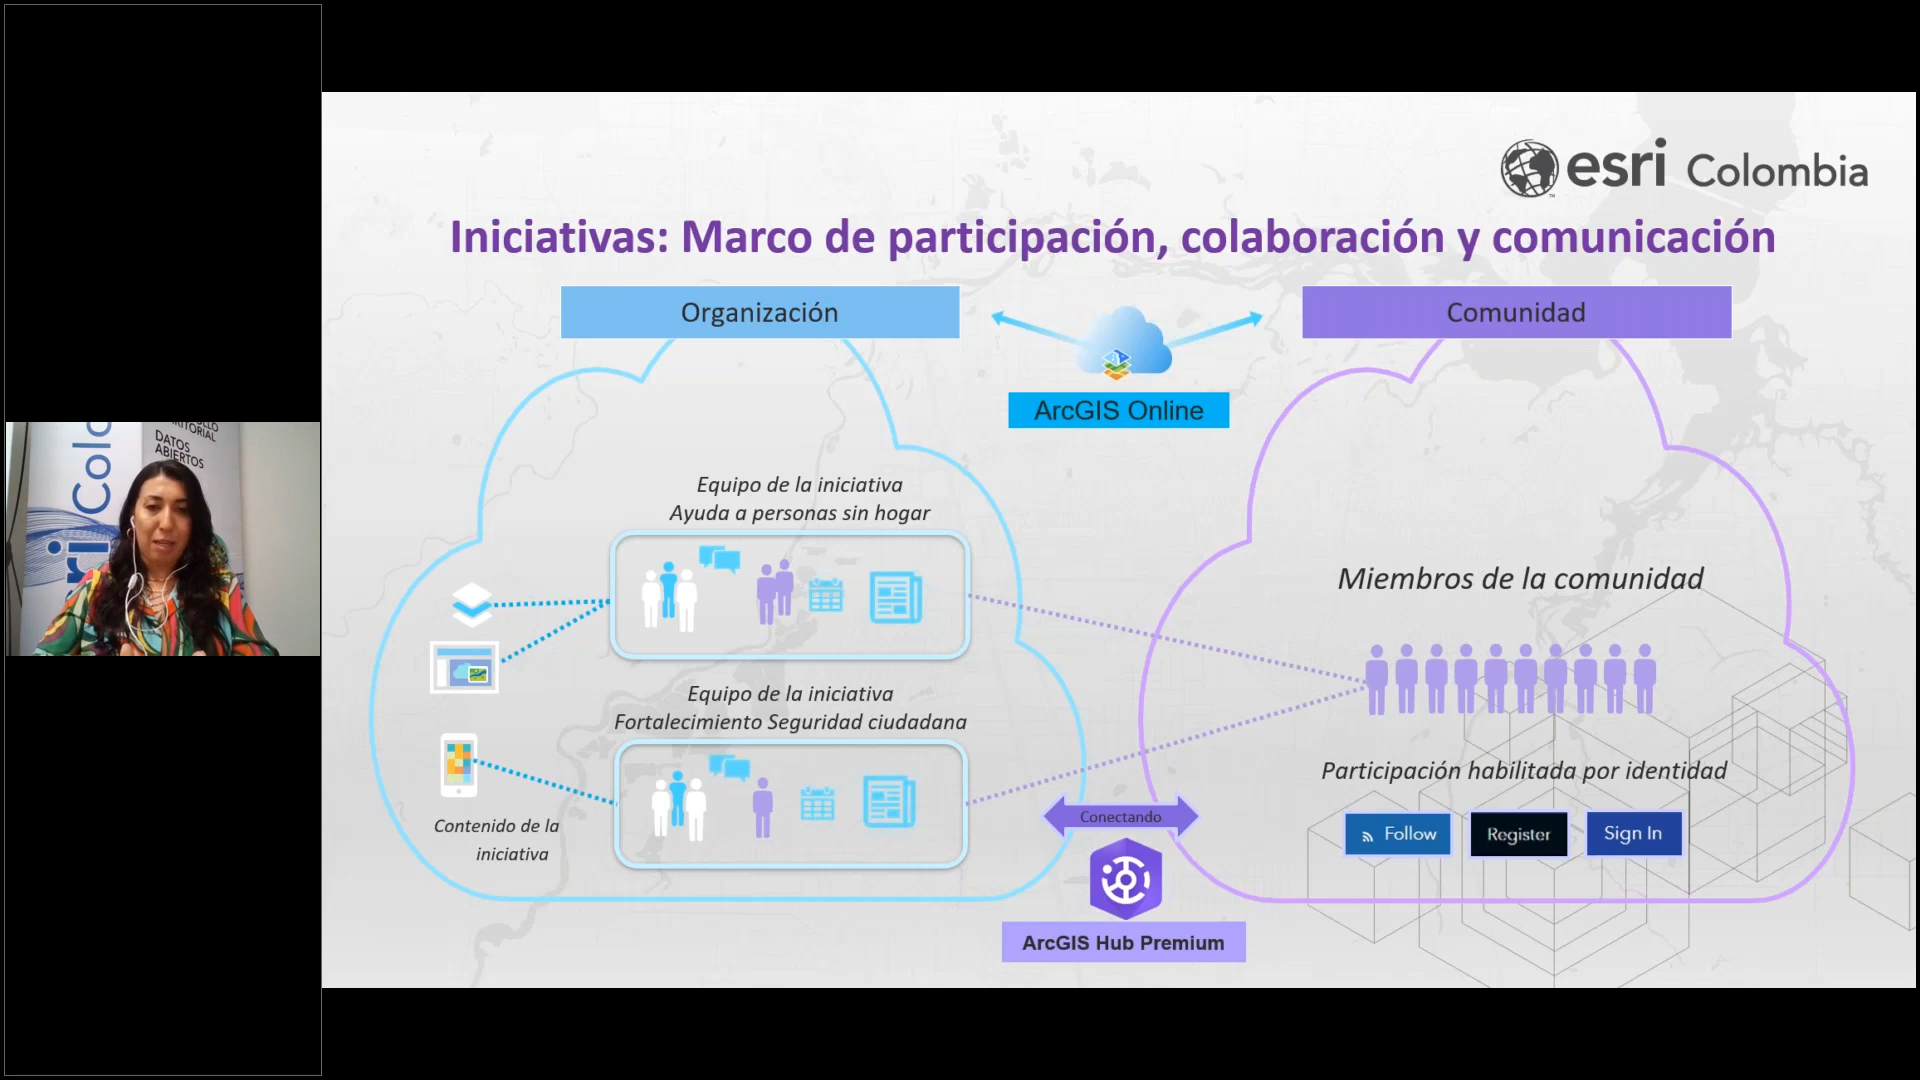 esri Colombia
Iniciativas: Marco de participación, colaboración y comunicación
Organización
Comunidad
ArcGIS Online
Equipo de la iniciativa
Ayuda a personas sin hogar
Equipo de la iniciativa
Fortalecimiento Seguridad ciudadana
Contenido de la
iniciativa
Miembros de la comunidad
Participación habilitada por identidad
Follow
Register
Sign In
Conectando
ArcGIS Hub Premium
ri Colo
DATOS
ABIERTOS